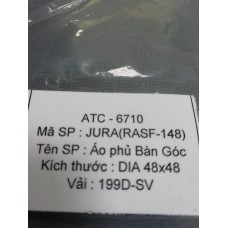 ATC - 6710
Mã SP : JURA(RASF-148)
Tên SP : Áo phủ Bàn Góc
Kích thước : DIA 48x48
Vải : 199D-SV